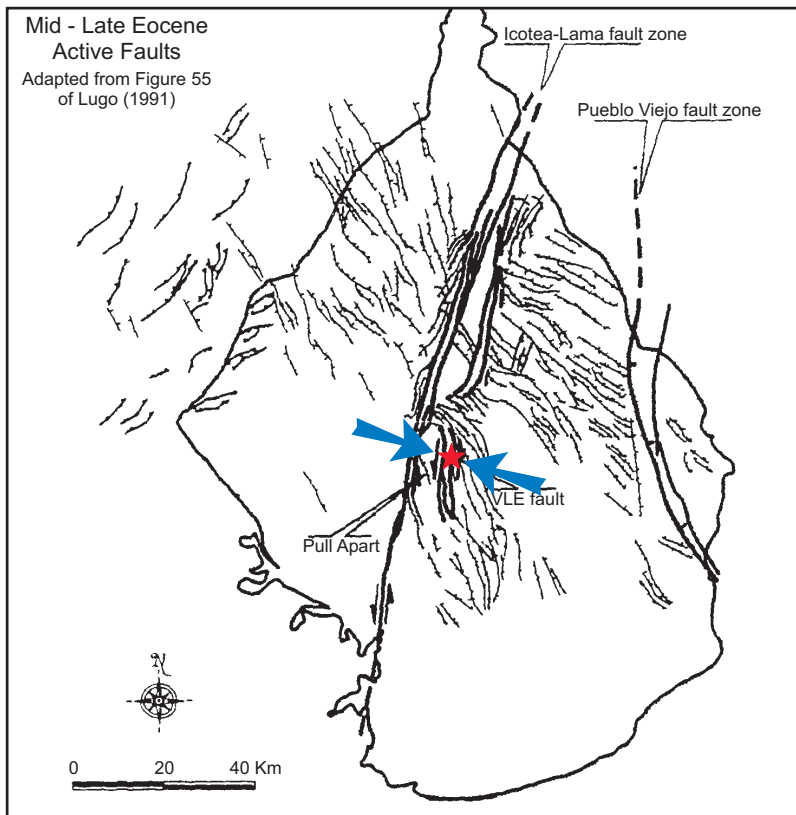 Mid - Late Eocene
Active Faults
Adapted from Figure 55
of Lugo (1991)
Icotea-Lama fault zone
Pueblo Viejo fault zone
VLE fault
Pull Apart
N
0 20 40 Km